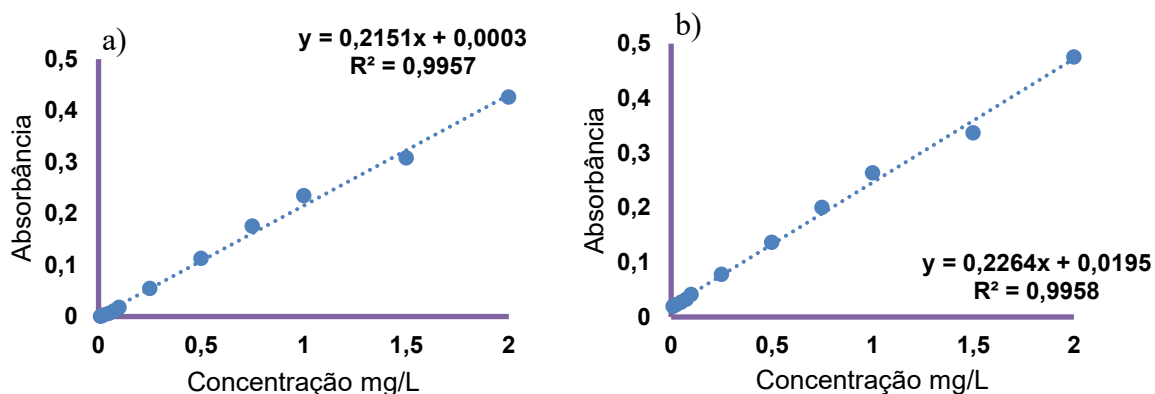 a)
y = 0,2151x + 0,0003
R² = 0,9957
0,5
0,4
0,3
0,2
0,1
0
Absorbância
0 0,5 1 1,5 2
Concentração mg/L
b)
0,5
0,4
0,3
0,2
0,1
0
Absorbância
y = 0,2264x + 0,0195
R² = 0,9958
0 0,5 1 1,5 2
Concentração mg/L